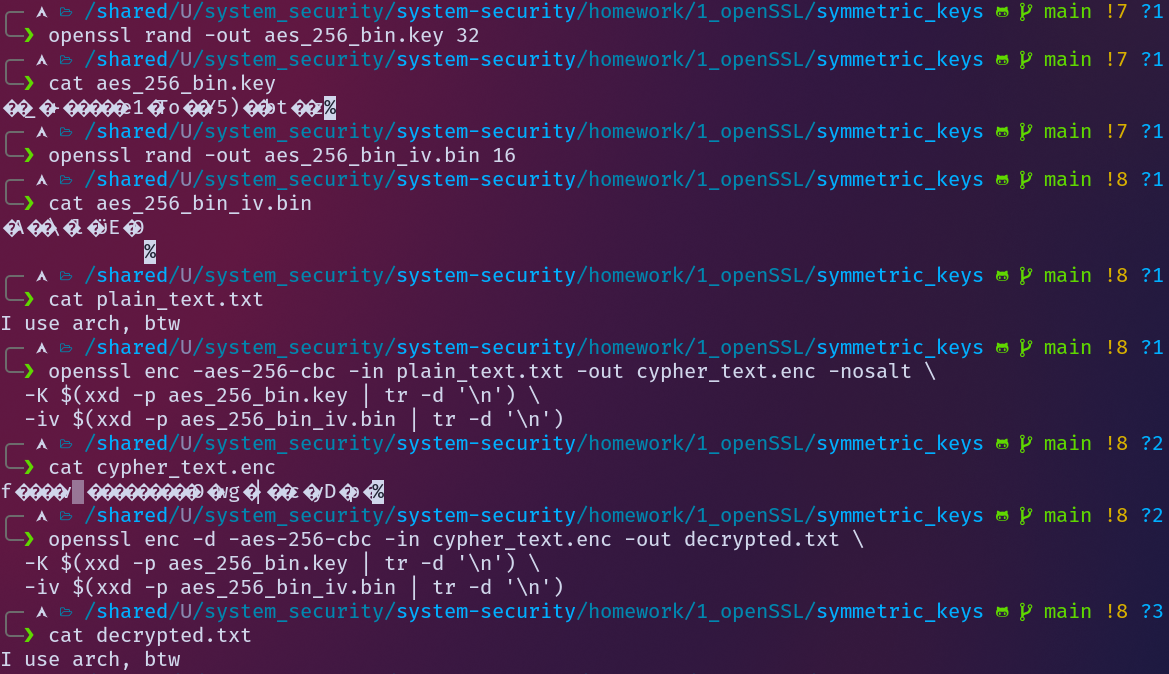 /shared/U/system_security/system-security/homework/1_openSSL/symmetric_keys main !7 ?1
❯ openssl rand -out aes_256_bin.key 32
/shared/U/system_security/system-security/homework/1_openSSL/symmetric_keys main !7 ?1
❯ cat aes_256_bin.key
%
/shared/U/system_security/system-security/homework/1_openSSL/symmetric_keys main !7 ?1
❯ openssl rand -out aes_256_bin_iv.bin 16
/shared/U/system_security/system-security/homework/1_openSSL/symmetric_keys main !8 ?1
❯ cat aes_256_bin_iv.bin
%
/shared/U/system_security/system-security/homework/1_openSSL/symmetric_keys main !8 ?1
❯ cat plain_text.txt
I use arch, btw
/shared/U/system_security/system-security/homework/1_openSSL/symmetric_keys main !8 ?1
❯ openssl enc -aes-256-cbc -in plain_text.txt -out cypher_text.enc -nosalt \
-K $(xxd -p aes_256_bin.key | tr -d '\n') \
-iv $(xxd -p aes_256_bin_iv.bin | tr -d '\n')
/shared/U/system_security/system-security/homework/1_openSSL/symmetric_keys main !8 ?2
❯ cat cypher_text.enc
%
/shared/U/system_security/system-security/homework/1_openSSL/symmetric_keys main !8 ?2
❯ openssl enc -d -aes-256-cbc -in cypher_text.enc -out decrypted.txt \
-K $(xxd -p aes_256_bin.key | tr -d '\n') \
-iv $(xxd -p aes_256_bin_iv.bin | tr -d '\n')
/shared/U/system_security/system-security/homework/1_openSSL/symmetric_keys main !8 ?3
❯ cat decrypted.txt
I use arch, btw